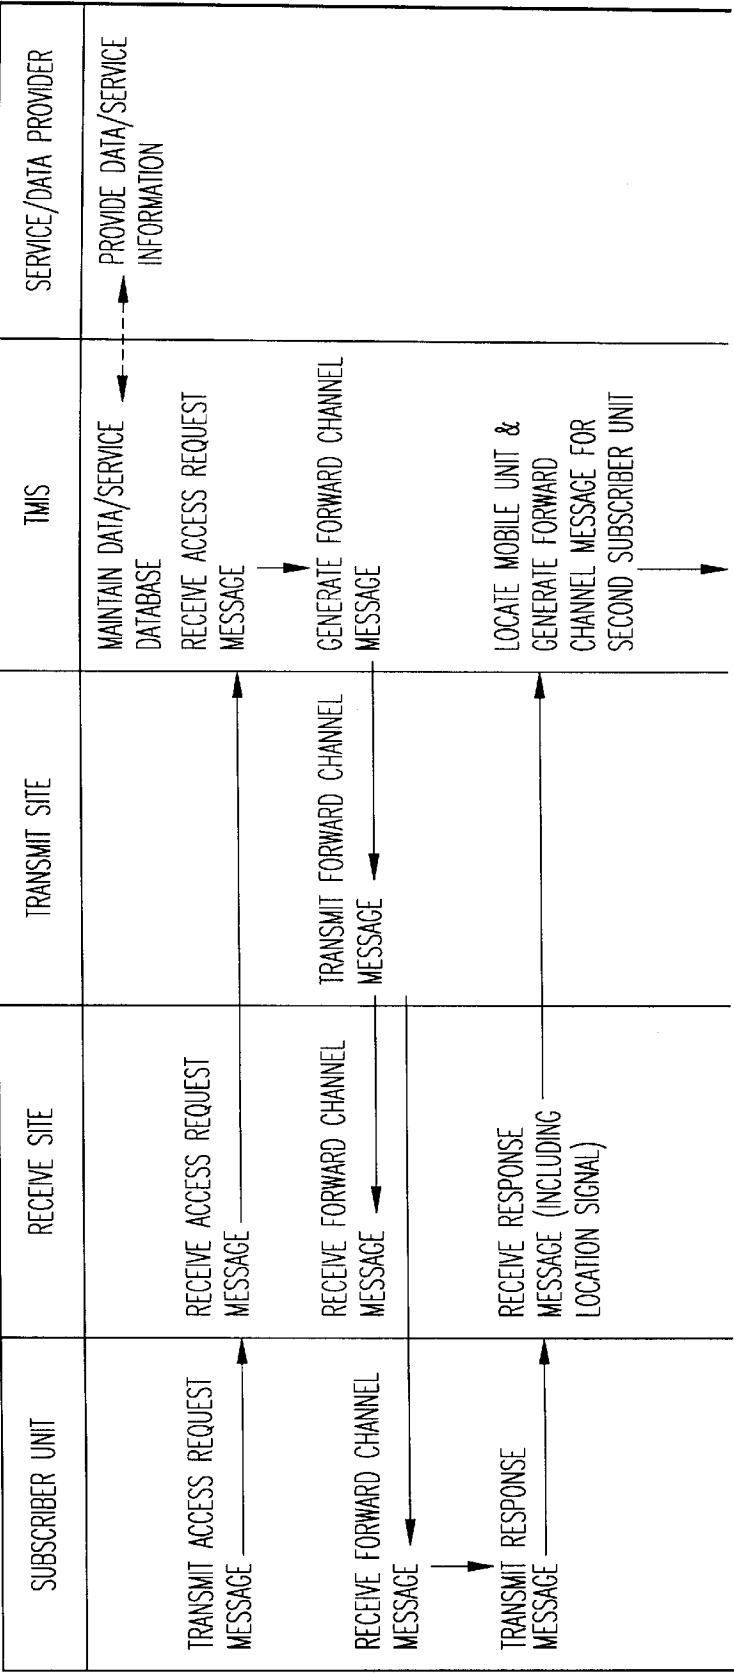 SUBSCRIBER UNIT
RECEIVE SITE
TRANSMIT SITE
TMIS
SERVICE/DATA PROVIDER
MAINTAIN DATA/SERVICE
DATABASE
PROVIDE DATA/SERVICE
INFORMATION
TRANSMIT ACCESS REQUEST
MESSAGE
RECEIVE ACCESS REQUEST
MESSAGE
RECEIVE ACCESS REQUEST
MESSAGE
GENERATE FORWARD CHANNEL
MESSAGE
TRANSMIT FORWARD CHANNEL
MESSAGE
RECEIVE FORWARD CHANNEL
MESSAGE
RECEIVE FORWARD CHANNEL
MESSAGE
TRANSMIT RESPONSE
MESSAGE
RECEIVE RESPONSE
MESSAGE (INCLUDING
LOCATION SIGNAL)
LOCATE MOBILE UNIT &
GENERATE FORWARD
CHANNEL MESSAGE FOR
SECOND SUBSCRIBER UNIT